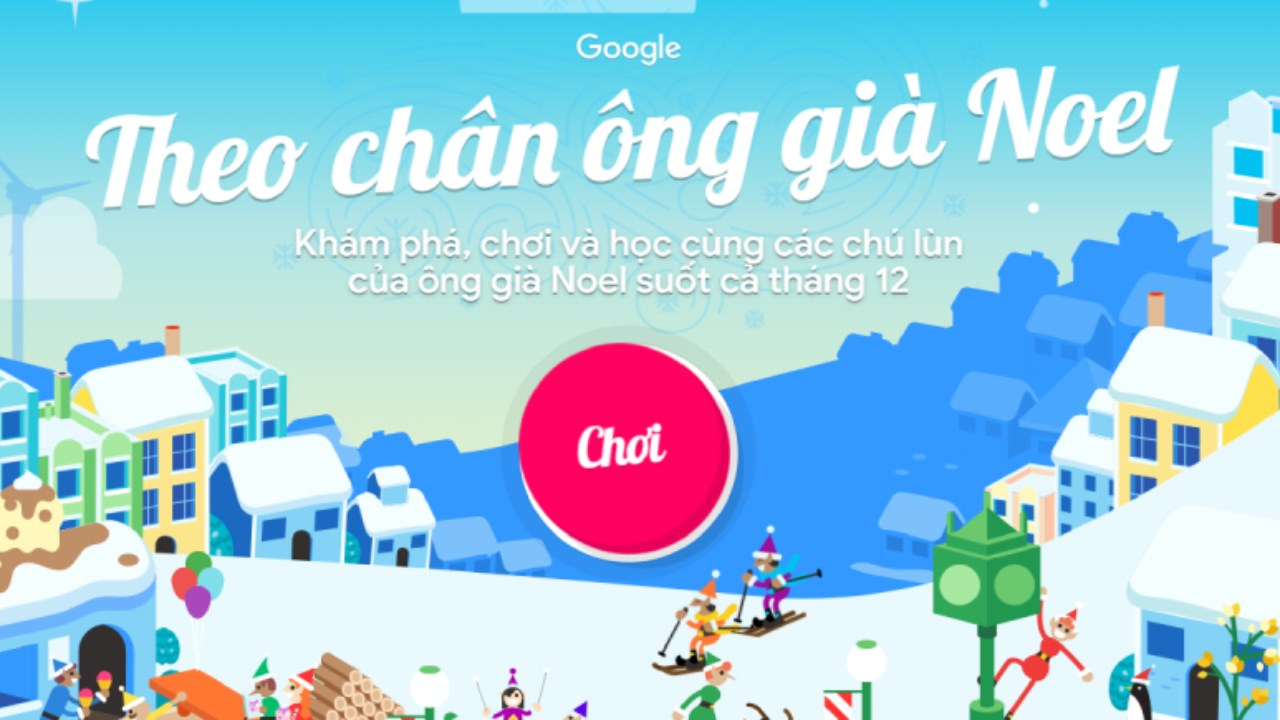 Google
Theo chân ông già Noel
Khám phá, chơi và học cùng các chú lùn
của ông già Noel suốt cả tháng 12
Chơi